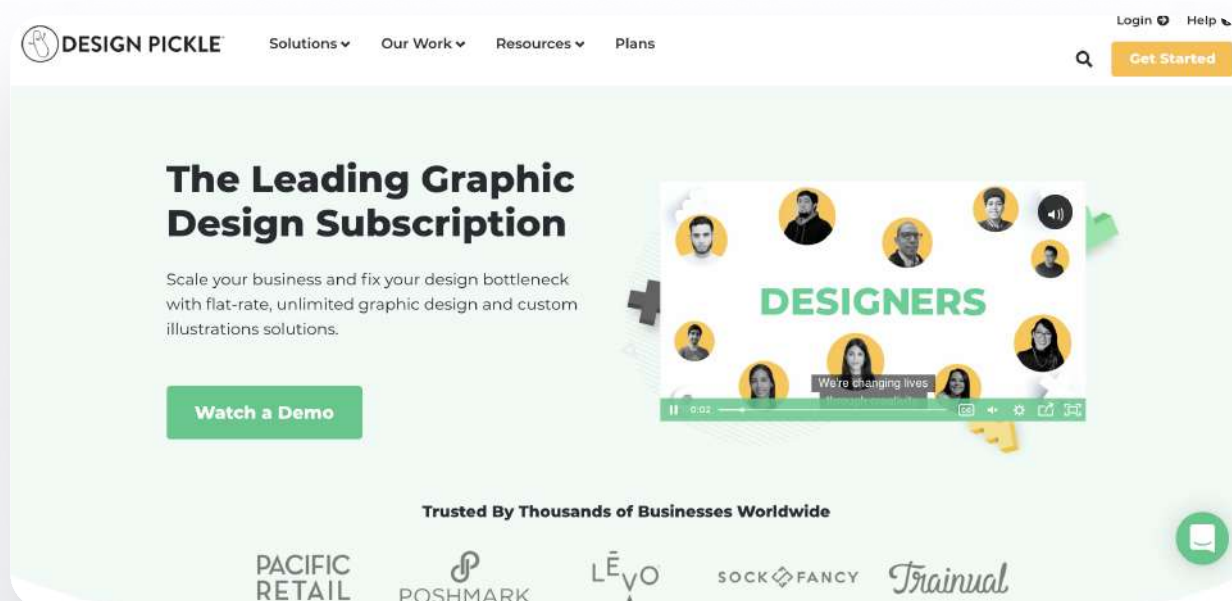 Login Help
DESIGN PICKLE
Solutions Our Work Resources Plans
Get Started
The Leading Graphic
Design Subscription
Scale your business and fix your design bottleneck
with flat-rate, unlimited graphic design and custom
illustrations solutions.
Watch a Demo
DESIGNERS
We're changing lives
0:02
CC
Trusted By Thousands of Businesses Worldwide
PACIFIC
RETAIL
POSHMARK
LĒVO
SOCK FANCY
Trainual